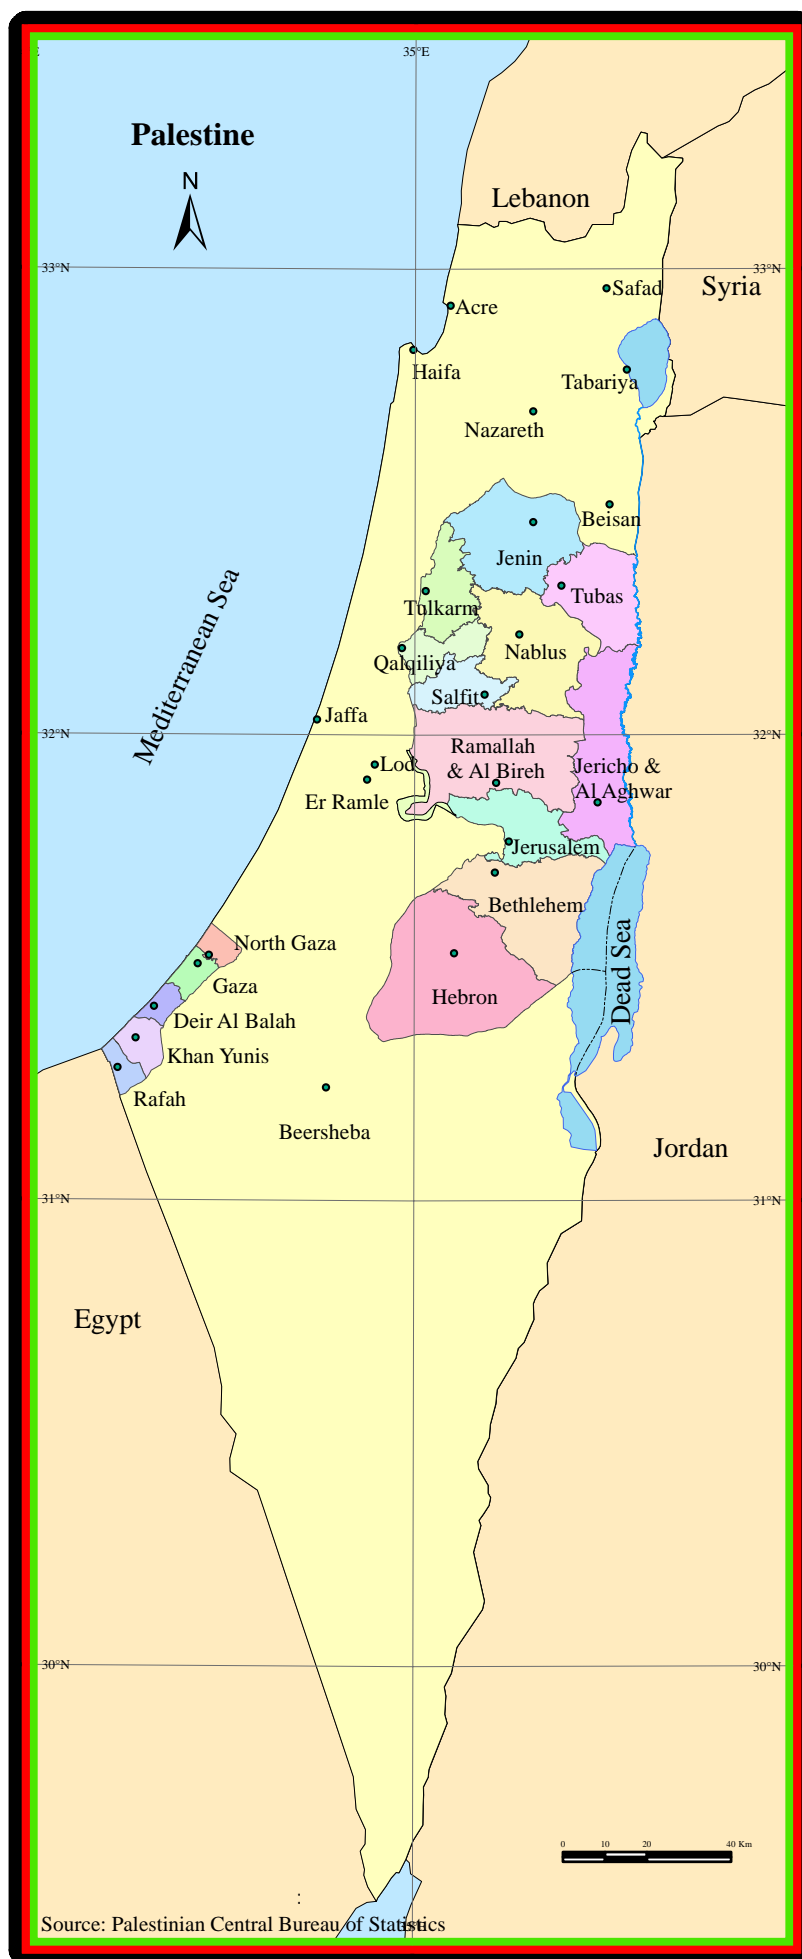 35°E
Palestine
N
Lebanon
33°N
33°N
Safad
Syria
Acre
Haifa
Tabariya
Nazareth
Beisan
Jenin
Tubas
Tulkarm
Nablus
Qalqiliya
Salfit
Mediterranean Sea
Jaffa
32°N
32°N
Ramallah
& Al Bireh
Lod
Jericho &
Al Aghwar
Er Ramle
Jerusalem
Bethlehem
North Gaza
Gaza
Dead Sea
Hebron
Deir Al Balah
Khan Yunis
Rafah
Beersheba
Jordan
31°N
31°N
Egypt
30°N
30°N
0 10 20 40 Km
:
Source: Palestinian Central Bureau of Statistics